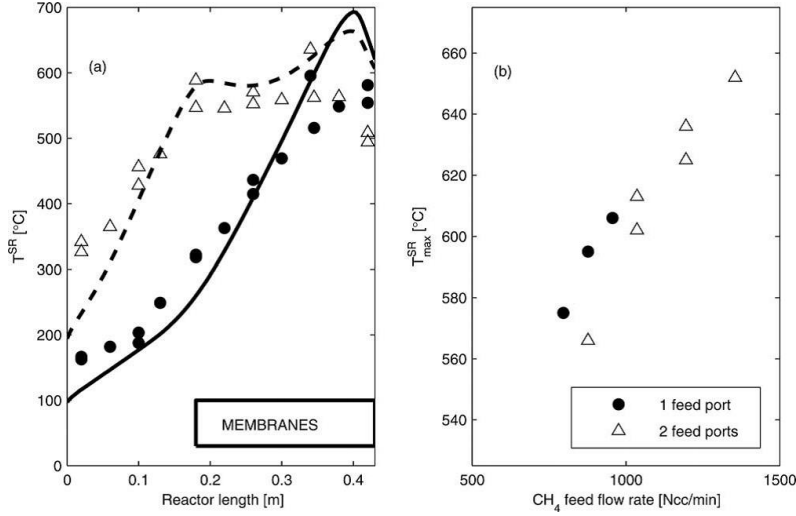 (a)
700
600
500
400
300
200
100
0
T^SR [°C]
MEMBRANES
0
0.1
0.2
0.3
0.4
Reactor length [m]
(b)
660
640
620
600
580
560
540
T^SR_max [°C]
1 feed port
2 feed ports
500
1000
1500
CH₄ feed flow rate [Ncc/min]